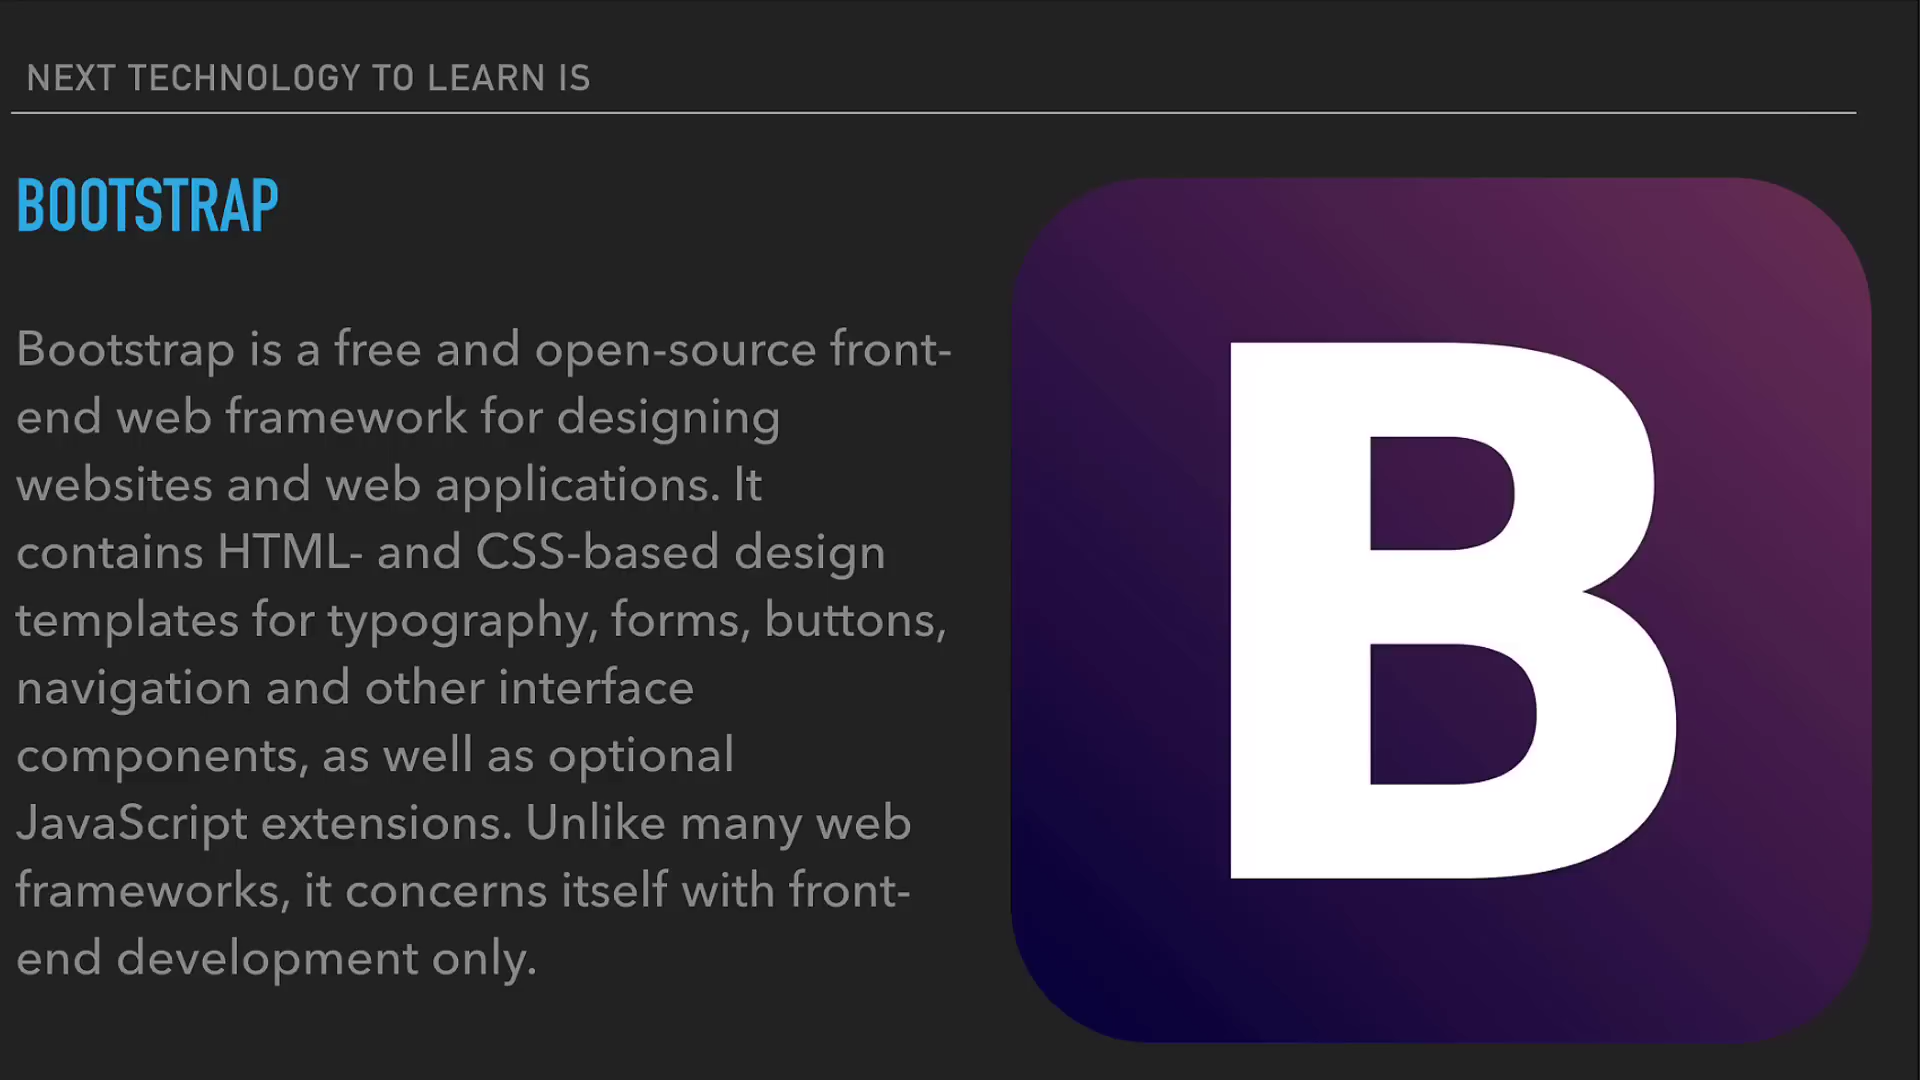 NEXT TECHNOLOGY TO LEARN IS
BOOTSTRAP
Bootstrap is a free and open-source front-
end web framework for designing
websites and web applications. It
contains HTML- and CSS-based design
templates for typography, forms, buttons,
navigation and other interface
components, as well as optional
JavaScript extensions. Unlike many web
frameworks, it concerns itself with front-
end development only.
B